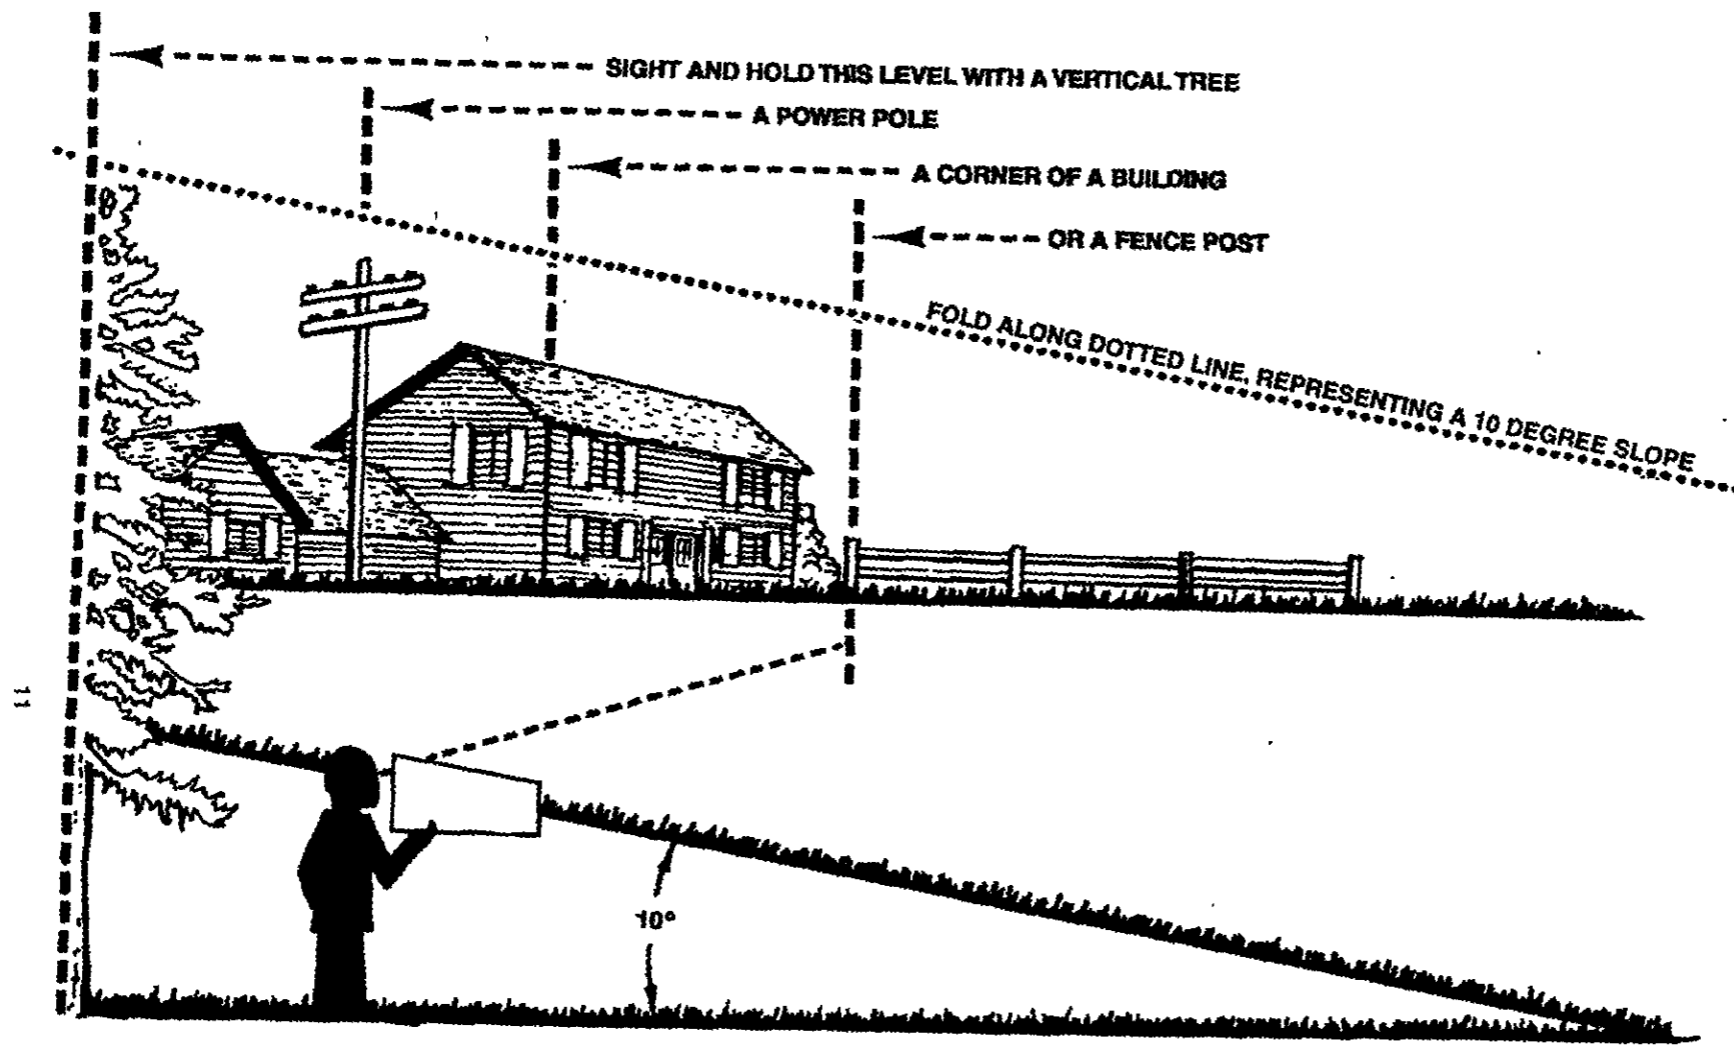 SIGHT AND HOLD THIS LEVEL WITH A VERTICAL TREE
A POWER POLE
A CORNER OF A BUILDING
OR A FENCE POST
FOLD ALONG DOTTED LINE, REPRESENTING A 10 DEGREE SLOPE
11
10°